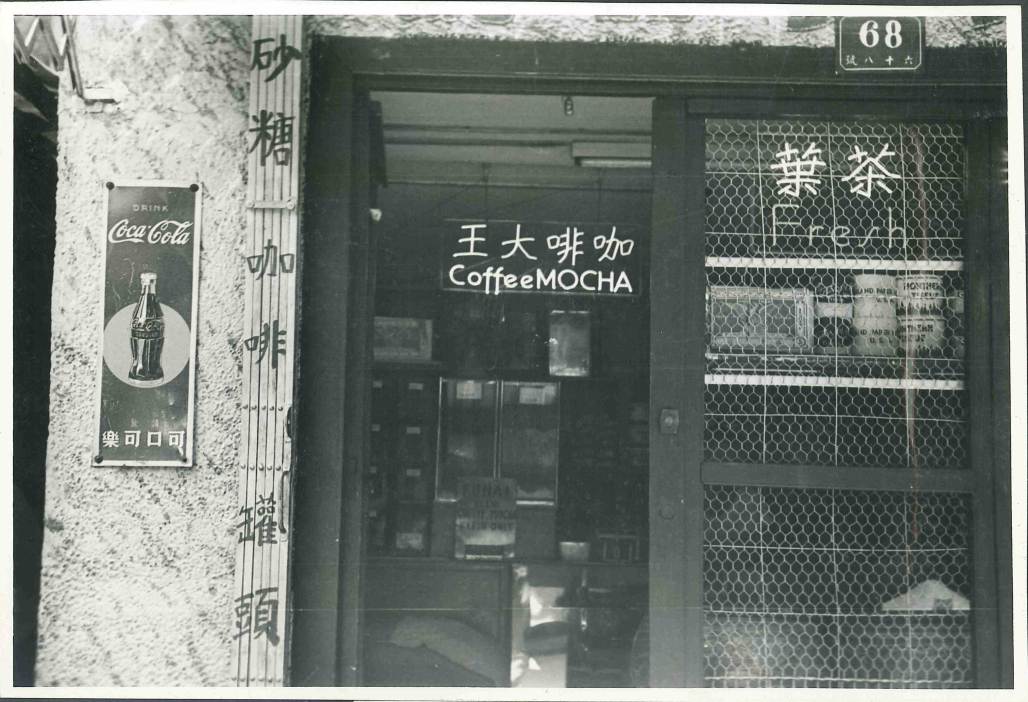 砂糖咖啡罐頭
DRINK
Coca-Cola
可口可樂
咖啡大王
CoffeeMOCHA
68
六十八號
茶葉
Fresh